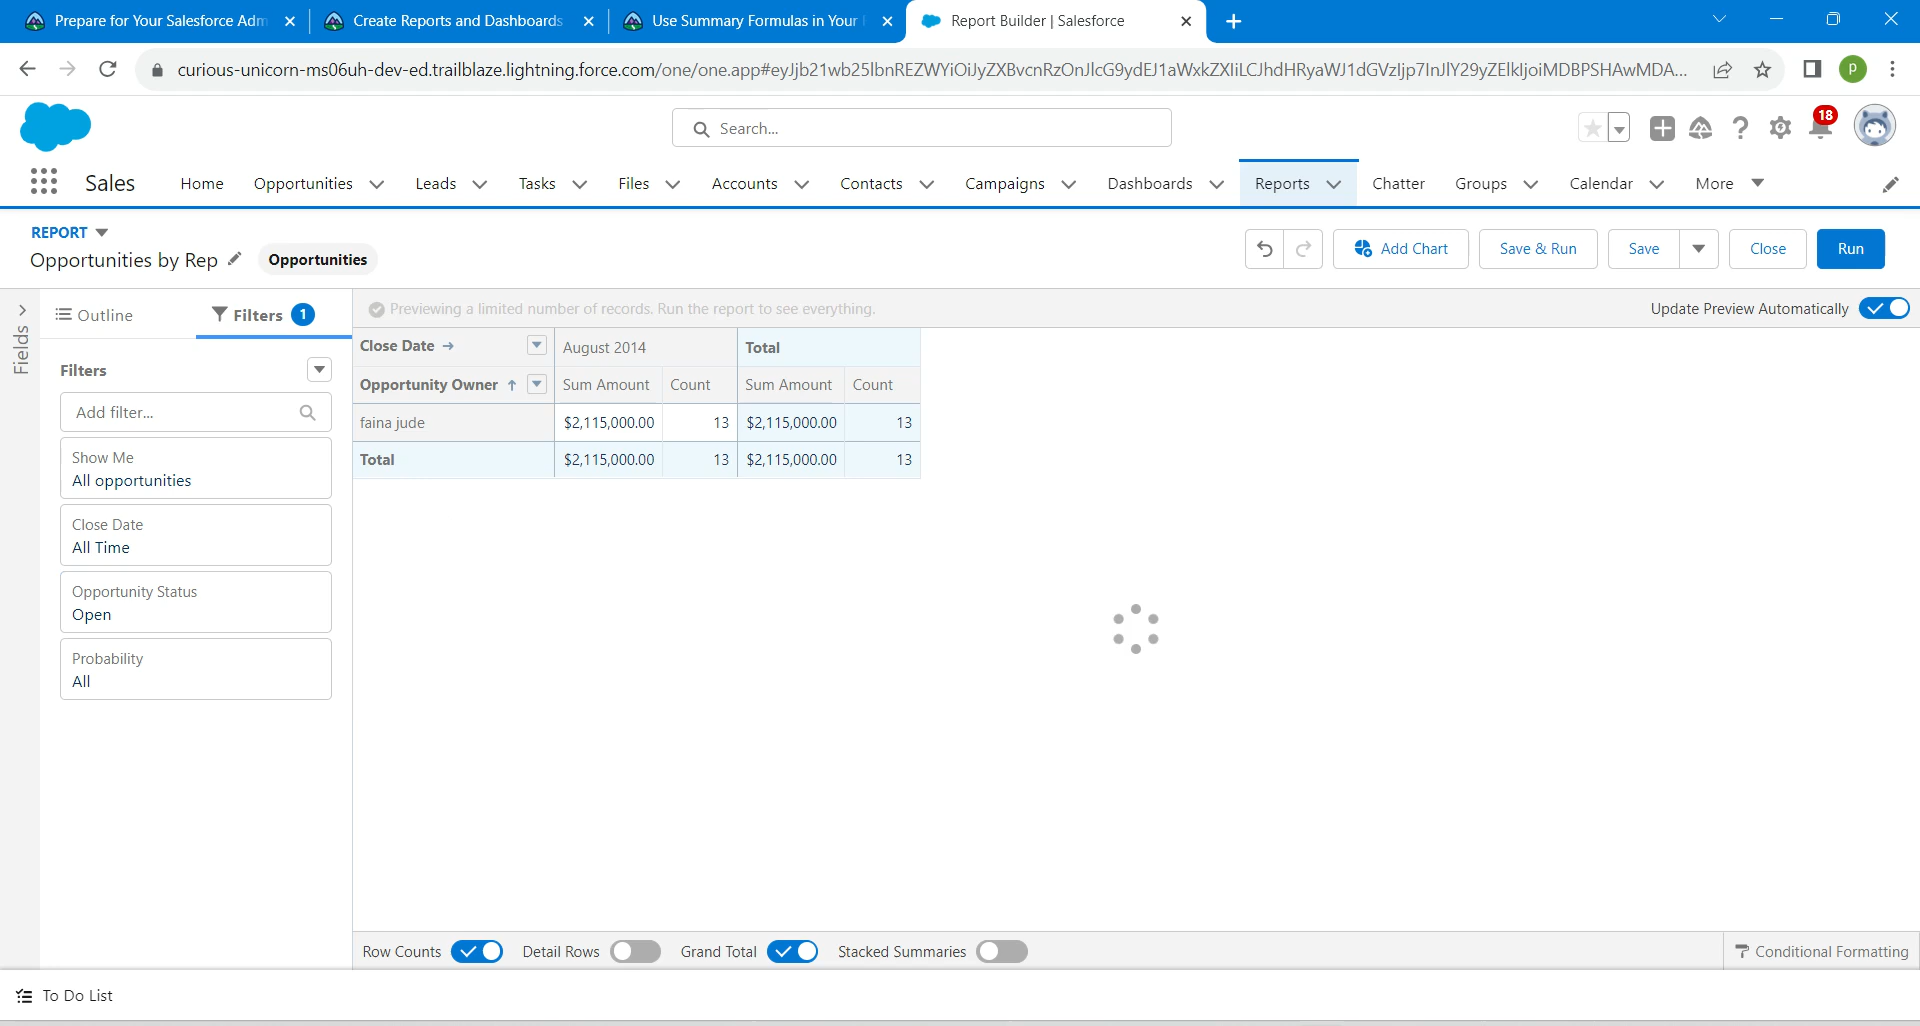 Prepare for Your Salesforce Adm
Create Reports and Dashboards
Use Summary Formulas in Your
Report Builder | Salesforce
curious-unicorn-ms06uh-dev-ed.trailblaze.lightning.force.com/one/one.app#eyJjb21wb25lbnREZWYiOiJyZXBvcnRzOnJlcG9ydEJ1aWxkZXIiLCJhdHRyaWJ1dGVzIjp7InJlY29yZElkIjoiMDBPSHAwMDA...
P
Search...
18
Sales
Home
Opportunities
Leads
Tasks
Files
Accounts
Contacts
Campaigns
Dashboards
Reports
Chatter
Groups
Calendar
More
REPORT
Opportunities by Rep
Opportunities
Add Chart
Save & Run
Save
Close
Run
Fields
Outline
Filters 1
Previewing a limited number of records. Run the report to see everything.
Update Preview Automatically
Filters
Add filter...
Show Me
All opportunities
Close Date
All Time
Opportunity Status
Open
Probability
All
Close Date → August 2014 Total
Opportunity Owner ↑ Sum Amount Count Sum Amount Count
faina jude $2,115,000.00 13 $2,115,000.00 13
Total $2,115,000.00 13 $2,115,000.00 13
Row Counts
Detail Rows
Grand Total
Stacked Summaries
Conditional Formatting
To Do List